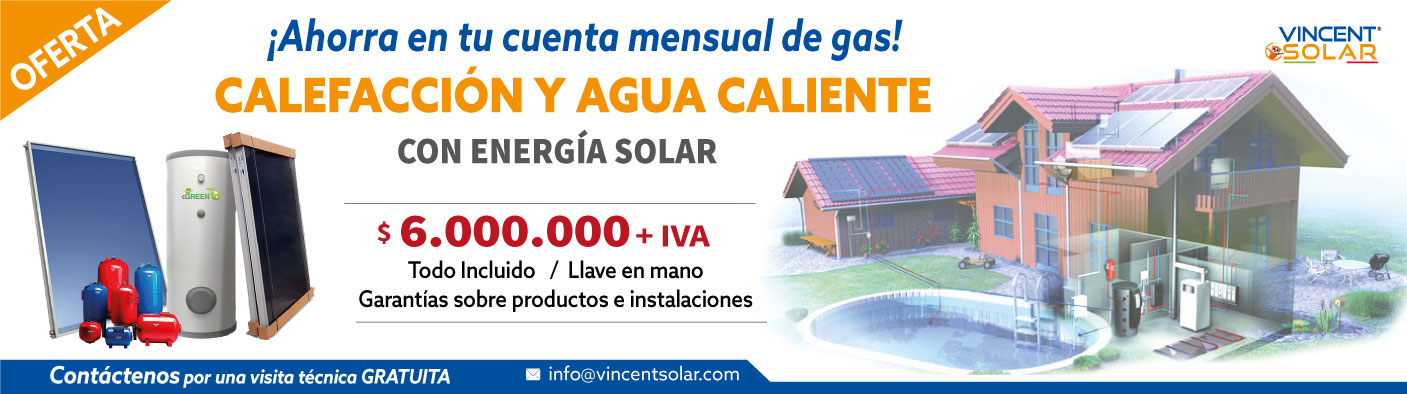 OFERTA
¡Ahorra en tu cuenta mensual de gas!
CALEFACCIÓN Y AGUA CALIENTE
CON ENERGÍA SOLAR
$ 6.000.000 + IVA
Todo Incluido / Llave en mano
Garantías sobre productos e instalaciones
VINCENT®
SOLAR
GREEN
Contáctenos por una visita técnica GRATUITA
info@vincentsolar.com